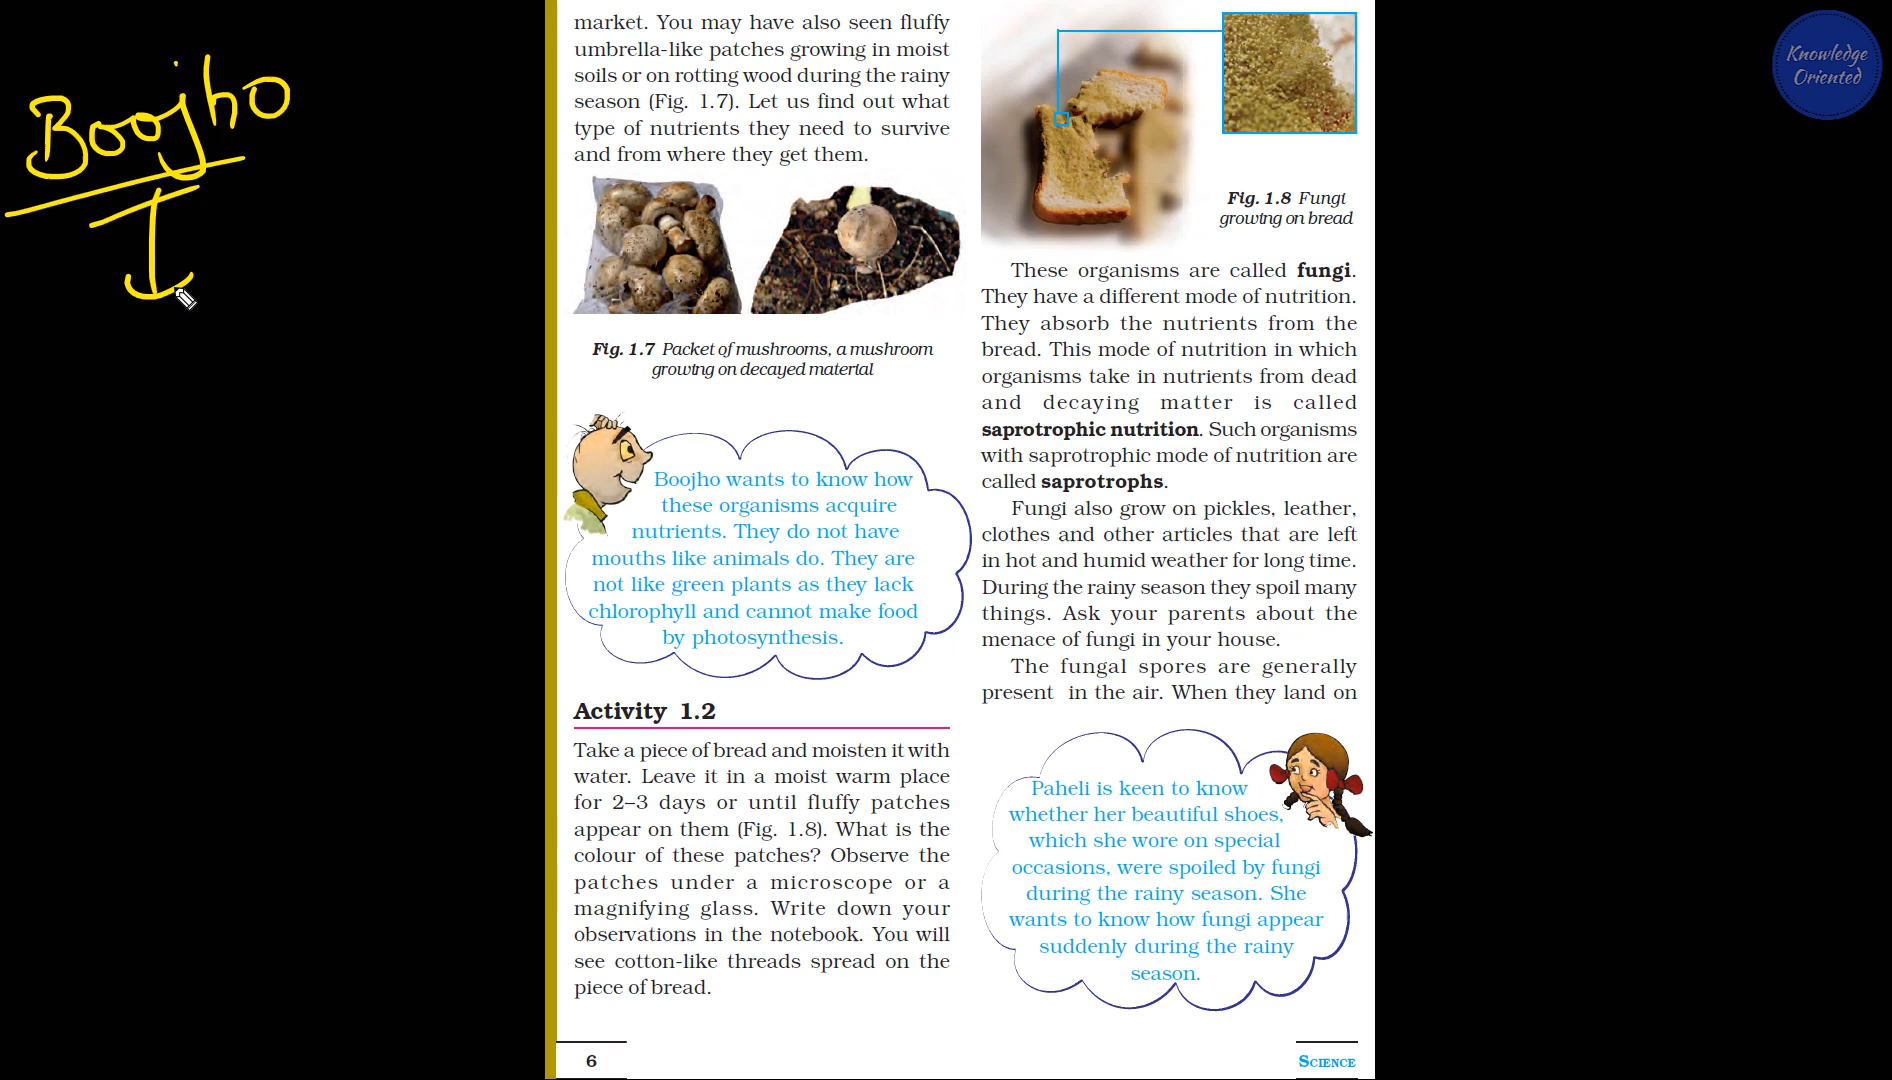 Boojho
market. You may have also seen fluffy
umbrella-like patches growing in moist
soils or on rotting wood during the rainy
season (Fig. 1.7). Let us find out what
type of nutrients they need to survive
and from where they get them.
Fig. 1.7 Packet of mushrooms, a mushroom
growing on decayed material
Boojho wants to know how
these organisms acquire
nutrients. They do not have
mouths like animals do. They are
not like green plants as they lack
chlorophyll and cannot make food
by photosynthesis.
Activity 1.2
Take a piece of bread and moisten it with
water. Leave it in a moist warm place
for 2–3 days or until fluffy patches
appear on them (Fig. 1.8). What is the
colour of these patches? Observe the
patches under a microscope or a
magnifying glass. Write down your
observations in the notebook. You will
see cotton-like threads spread on the
piece of bread.
6
Fig. 1.8 Fungi
growing on bread
These organisms are called fungi.
They have a different mode of nutrition.
They absorb the nutrients from the
bread. This mode of nutrition in which
organisms take in nutrients from dead
and decaying matter is called
saprotrophic nutrition. Such organisms
with saprotrophic mode of nutrition are
called saprotrophs.
Fungi also grow on pickles, leather,
clothes and other articles that are left
in hot and humid weather for long time.
During the rainy season they spoil many
things. Ask your parents about the
menace of fungi in your house.
The fungal spores are generally
present in the air. When they land on
Paheli is keen to know
whether her beautiful shoes,
which she wore on special
occasions, were spoiled by fungi
during the rainy season. She
wants to know how fungi appear
suddenly during the rainy
season.
SCIENCE
Knowledge
Oriented